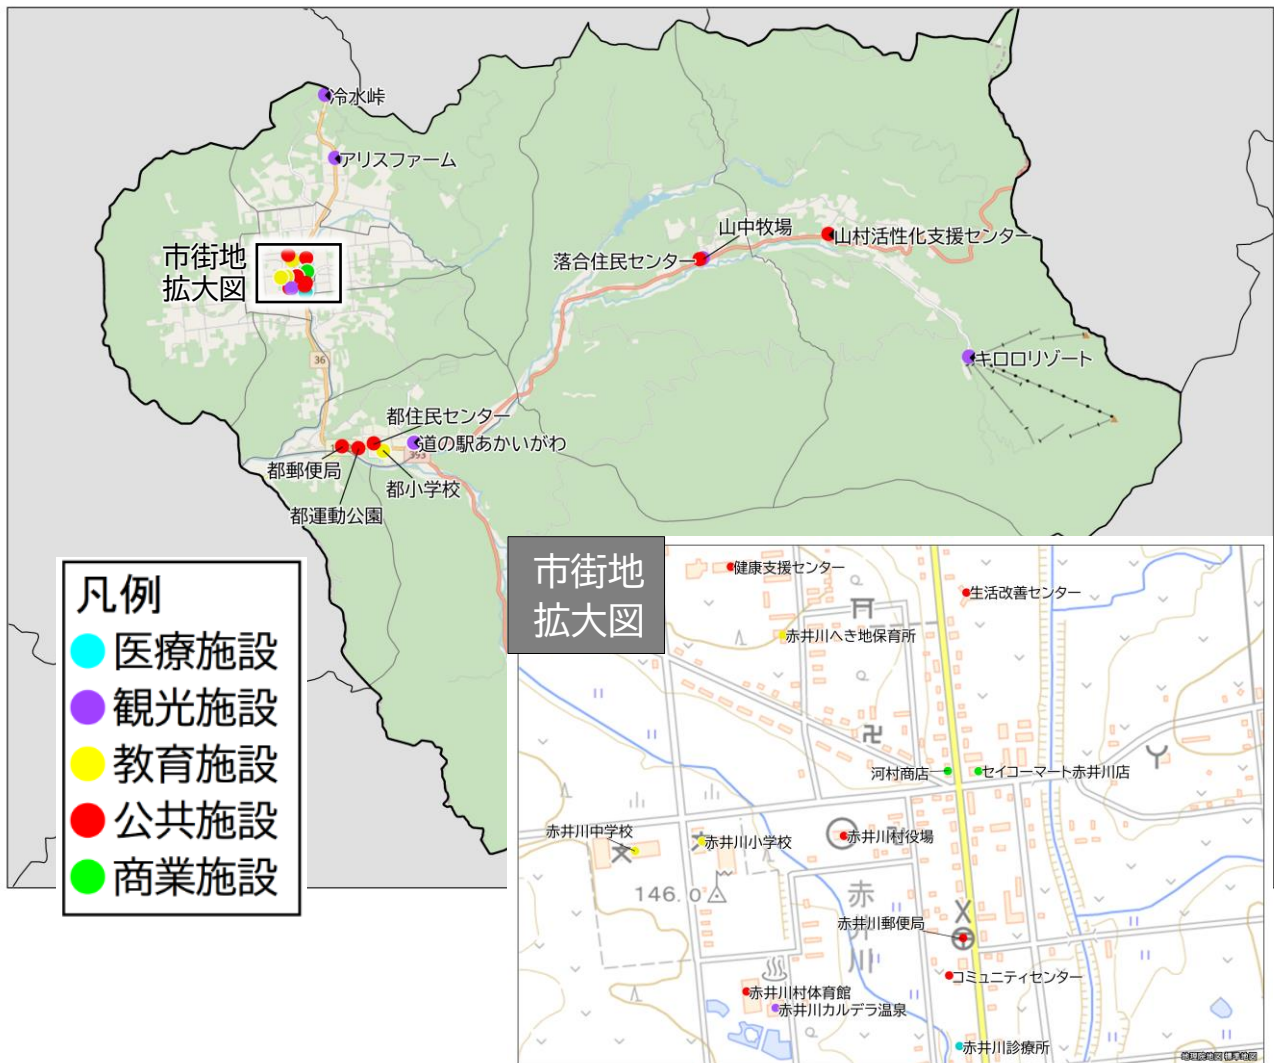 冷水峠
アリスファーム
市街地
拡大図
山中牧場
山村活性化支援センター
落合住民センター
キロロリゾート
36
都住民センター
道の駅あかいがわ
393
都郵便局
都小学校
都運動公園
凡例
医療施設
観光施設
教育施設
公共施設
商業施設
市街地
拡大図
健康支援センター
生活改善センター
赤井川へき地保育所
河村商店
セイコーマート赤井川店
赤井川中学校
赤井川小学校
赤井川村役場
146.0
赤井川
赤井川郵便局
コミュニティセンター
赤井川村体育館
赤井川カルデラ温泉
赤井川診療所